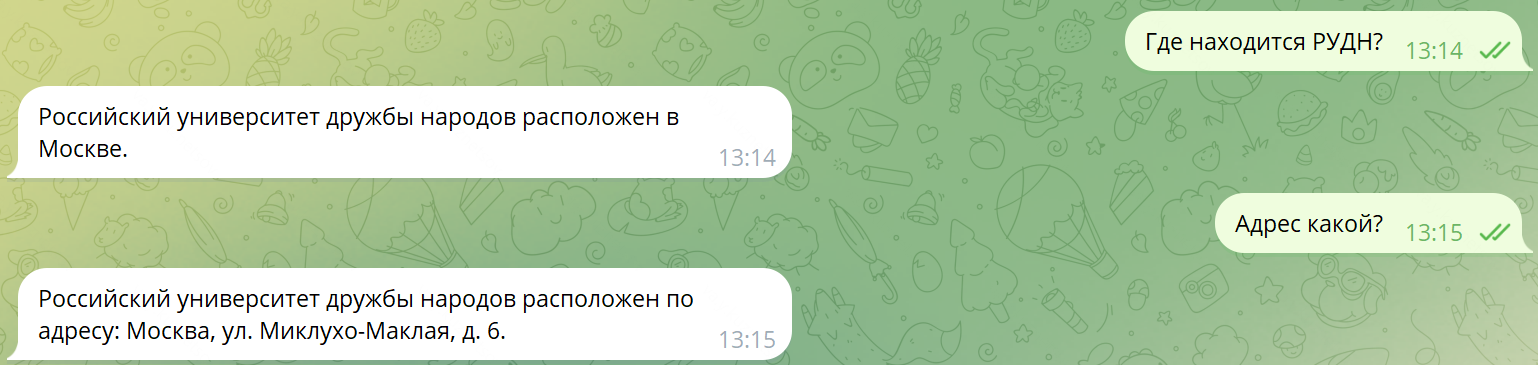 Где находится РУДН? 13:14
Российский университет дружбы народов расположен в
Москве. 13:14
Адрес какой? 13:15
Российский университет дружбы народов расположен по
адресу: Москва, ул. Миклухо-Маклая, д. 6. 13:15